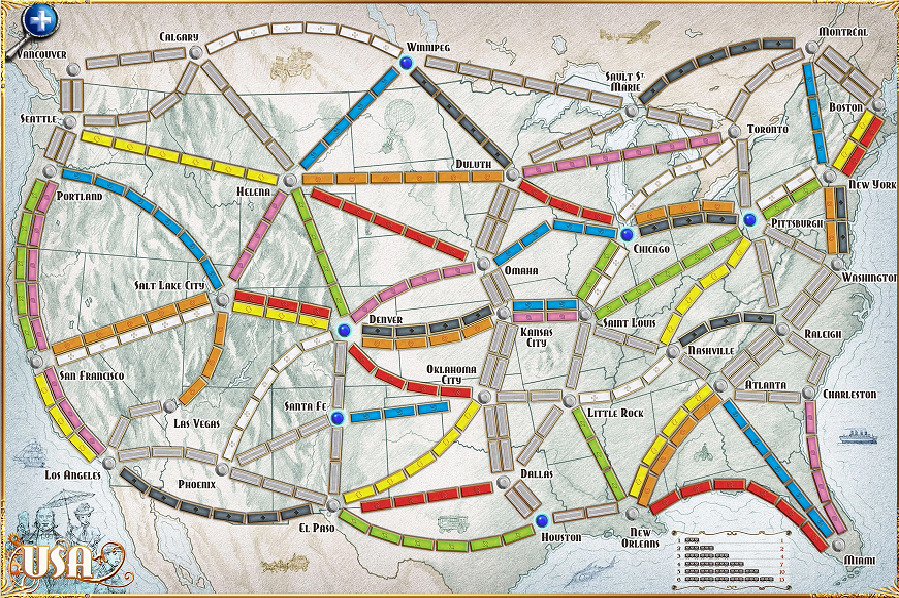 Calgary
Winnipeg
Montrèal
Vancouver
Sault St.
Marie
Boston
Seattle
Toronto
Duluth
Helena
New York
Portland
Pittsburgh
Chicago
Omaha
Washington
Salt Lake City
Denver
Kansas
City
Saint Louis
Raleigh
Nashville
San Francisco
Oklahoma
City
Atlanta
Charleston
Santa Fe
Little Rock
Las Vegas
Los Angeles
Phoenix
Dallas
El Paso
Houston
New
Orleans
Miami
USA
1 1
2 2
3 4
4 7
5 10
6 15